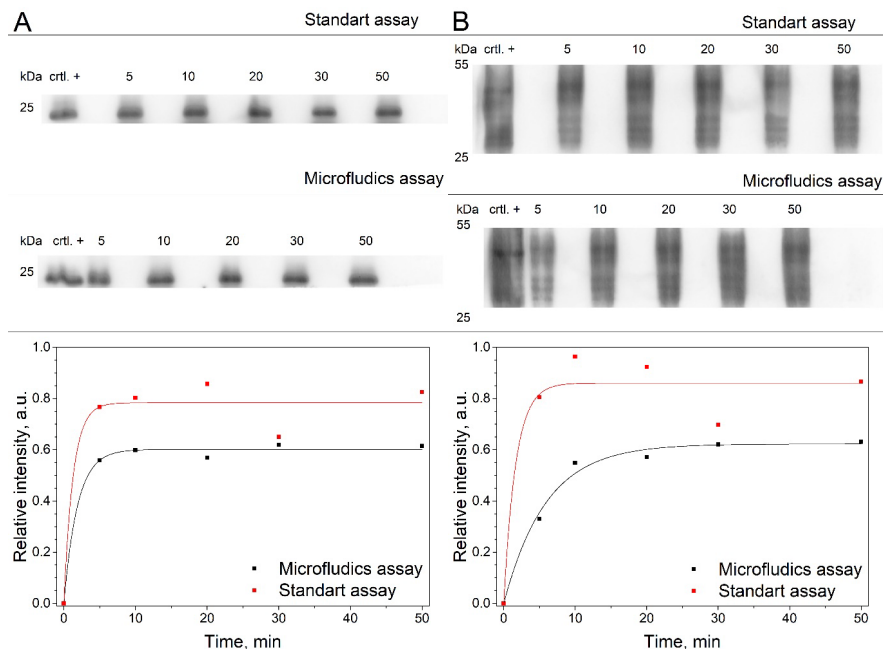 A
Standart assay
kDa crtl. + 5 10 20 30 50
25
Microfludics assay
kDa crtl. + 5 10 20 30 50
25
1.0
0.8
0.6
0.4
0.2
0.0
Relative intensity, a.u.
Microfludics assay
Standart assay
0 10 20 30 40 50
Time, min
B
Standart assay
kDa crtl. + 5 10 20 30 50
55
25
Microfludics assay
kDa crtl. + 5 10 20 30 50
55
25
1.0
0.8
0.6
0.4
0.2
0.0
Relative intensity, a.u.
Microfludics assay
Standart assay
0 10 20 30 40 50
Time, min